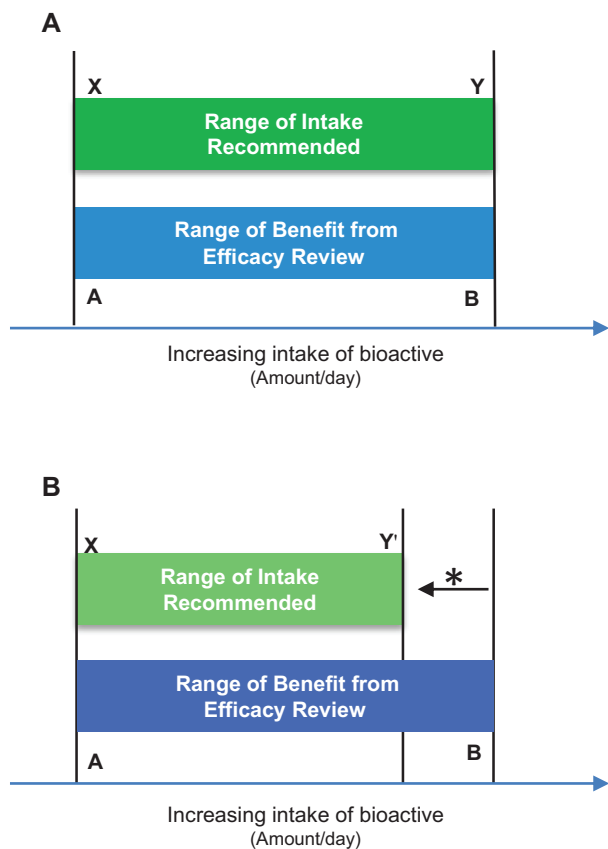 A
X Y
Range of Intake
Recommended
Range of Benefit from
Efficacy Review
A B
Increasing intake of bioactive
(Amount/day)
B
X Y'
*
Range of Intake
Recommended
Range of Benefit from
Efficacy Review
A B
Increasing intake of bioactive
(Amount/day)